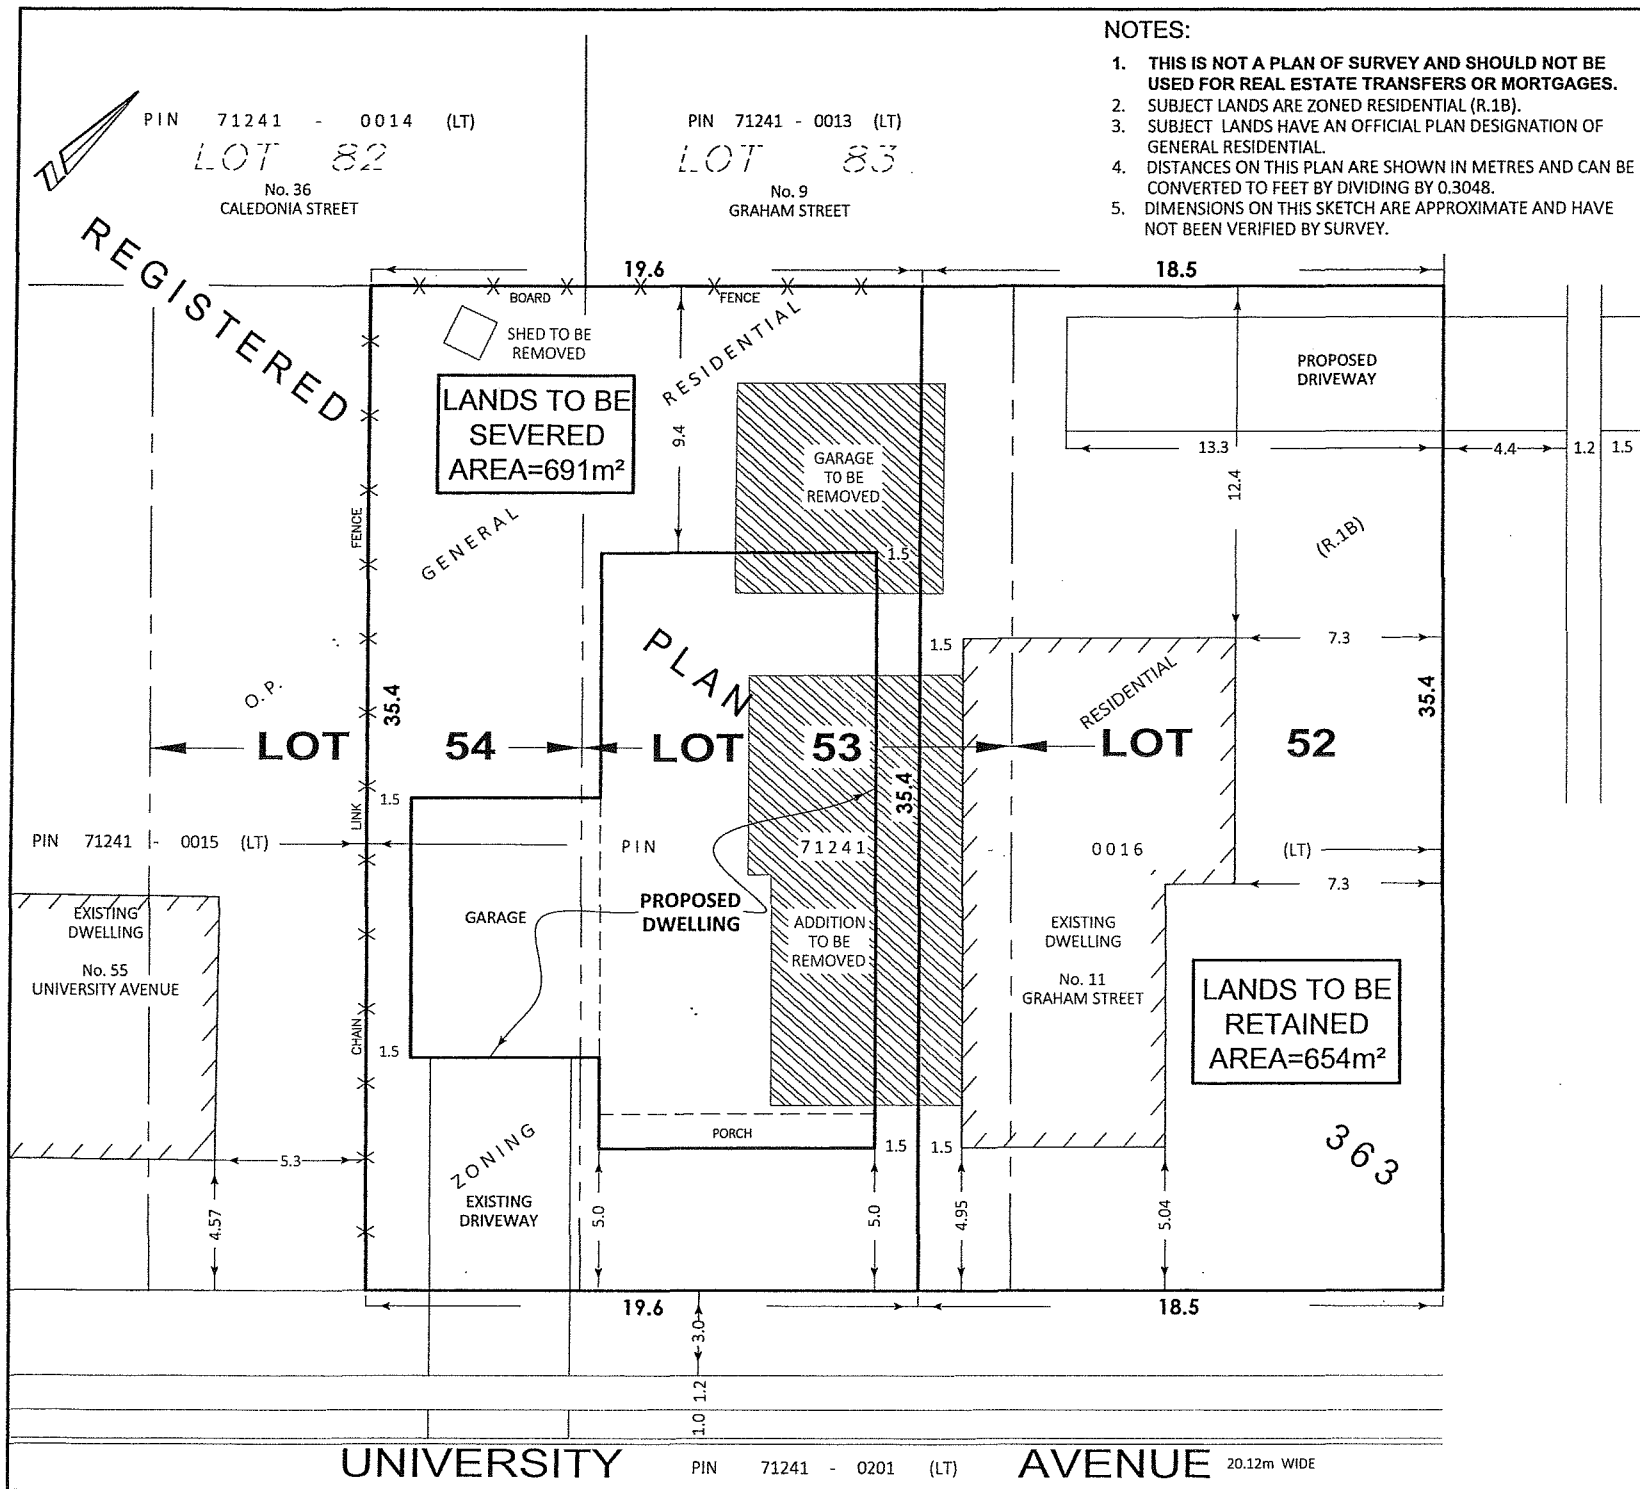 NOTES:
1. THIS IS NOT A PLAN OF SURVEY AND SHOULD NOT BE
USED FOR REAL ESTATE TRANSFERS OR MORTGAGES.
2. SUBJECT LANDS ARE ZONED RESIDENTIAL (R.1B).
3. SUBJECT LANDS HAVE AN OFFICIAL PLAN DESIGNATION OF
GENERAL RESIDENTIAL.
4. DISTANCES ON THIS PLAN ARE SHOWN IN METRES AND CAN BE
CONVERTED TO FEET BY DIVIDING BY 0.3048.
5. DIMENSIONS ON THIS SKETCH ARE APPROXIMATE AND HAVE
NOT BEEN VERIFIED BY SURVEY.
PIN 71241 - 0014 (LT)
LOT 82
No. 36
CALEDONIA STREET
PIN 71241 - 0013 (LT)
LOT 83
No. 9
GRAHAM STREET
REGISTERED
19.6
18.5
BOARD
FENCE
SHED TO BE
REMOVED
RESIDENTIAL
LANDS TO BE
SEVERED
AREA=691m²
9.4
GARAGE
TO BE
REMOVED
PROPOSED
DRIVEWAY
13.3
4.4
1.2
1.5
12.4
(R.1B)
GENERAL
FENCE
1.5
1.5
7.3
PLAN
O.P.
35.4
RESIDENTIAL
35.4
LOT 54
LOT 53
LOT 52
35.4
1.5
LINK
PIN 71241 - 0015 (LT)
PIN
71241
-
0016
(LT)
7.3
EXISTING
DWELLING
No. 55
UNIVERSITY AVENUE
GARAGE
PROPOSED
DWELLING
ADDITION
TO BE
REMOVED
EXISTING
DWELLING
No. 11
GRAHAM STREET
LANDS TO BE
RETAINED
AREA=654m²
CHAIN
1.5
PORCH
1.5
1.5
363
ZONING
5.3
4.57
EXISTING
DRIVEWAY
5.0
5.0
4.95
5.04
19.6
18.5
3.0
1.2
1.0
UNIVERSITY AVENUE
PIN 71241 - 0201 (LT)
20.12m WIDE